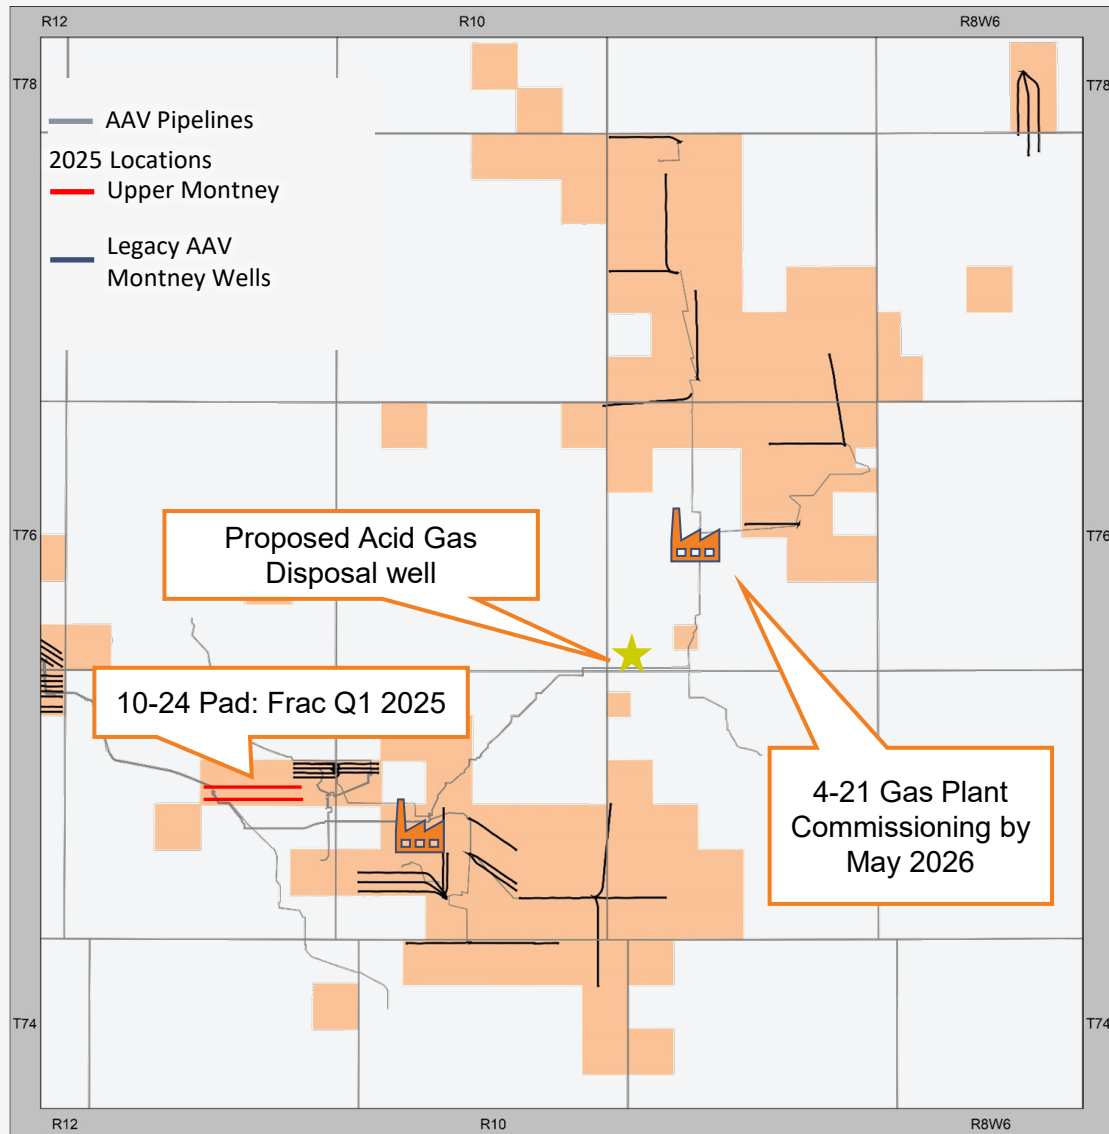 R12
R10
R8W6
T78
T78
AAV Pipelines
2025 Locations
Upper Montney
Legacy AAV
Montney Wells
T76
T76
Proposed Acid Gas
Disposal well
10-24 Pad: Frac Q1 2025
4-21 Gas Plant
Commissioning by
May 2026
T74
T74
R12
R10
R8W6